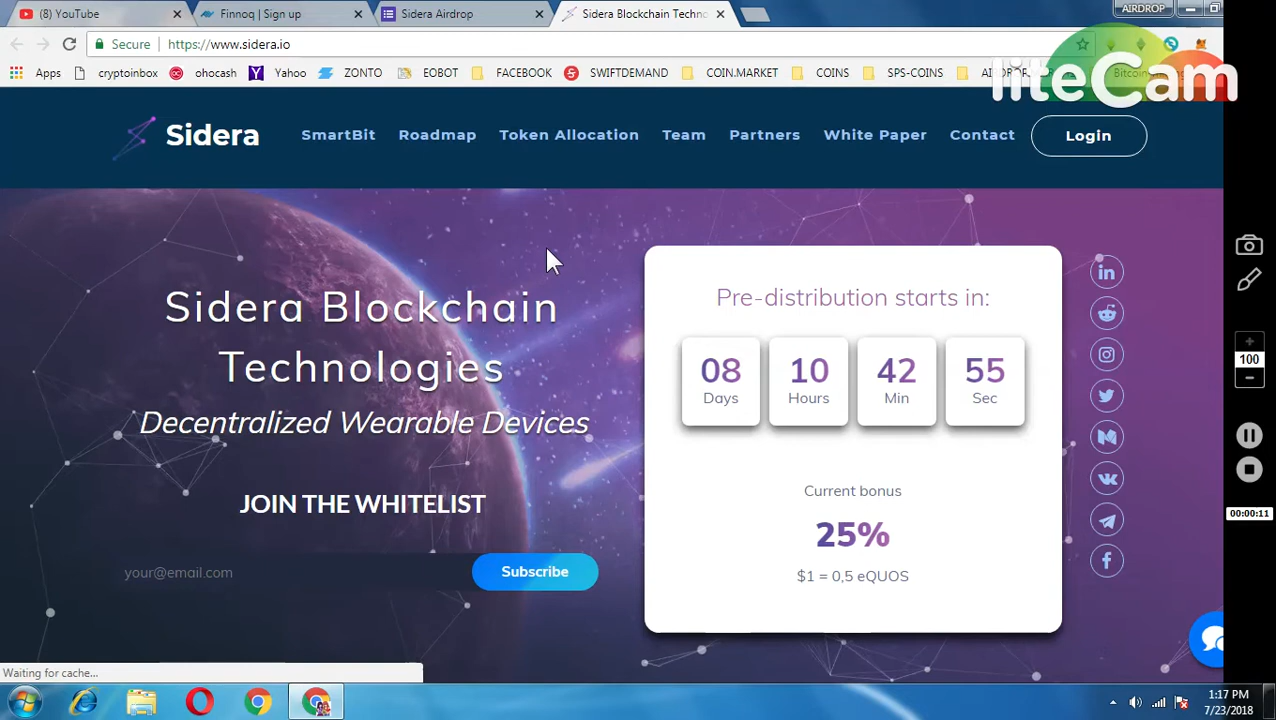 (8) YouTube
Finnoq | Sign up
Sidera Airdrop
Sidera Blockchain Techno
AIRDROP
Secure
https://www.sidera.io
Apps
cryptoinbox
ohocash
Yahoo
EOBOT
FACEBOOK
SWIFTDEMAND
COIN.MARKET
COINS
SPS-COINS
liteCam
Sidera
SmartBit
Roadmap
Token Allocation
Team
Partners
White Paper
Contact
Login
Sidera Blockchain
Technologies
Decentralized Wearable Devices
JOIN THE WHITELIST
your@email.com
Subscribe
Pre-distribution starts in:
08
Days
10
Hours
42
Min
55
Sec
Current bonus
25%
$1 = 0,5 eQUOS
100
00:00:11
Waiting for cache...
1:17 PM
7/23/2018